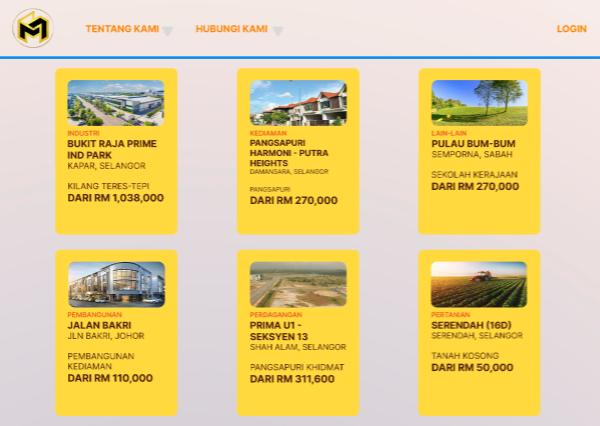 TENTANG KAMI
HUBUNGI KAMI
LOGIN
INDUSTRI
BUKIT RAJA PRIME
IND PARK
KAPAR, SELANGOR
KILANG TERES-TEPI
DARI RM 1,038,000
KEDIAMAN
PANGSAPURI
HARMONI - PUTRA
HEIGHTS
DAMANSARA, SELANGOR
PANGSAPURI
DARI RM 270,000
LAIN-LAIN
PULAU BUM-BUM
SEMPORNA, SABAH
SEKOLAH KERAJAAN
DARI RM 270,000
PEMBANGUNAN
JALAN BAKRI
JLN BAKRI, JOHOR
PEMBANGUNAN
KEDIAMAN
DARI RM 110,000
PERDAGANGAN
PRIMA U1 -
SEKSYEN 13
SHAH ALAM, SELANGOR
PANGSAPURI KHIDMAT
DARI RM 311,600
PERTANIAN
SERENDAH (16D)
SERENDAH, SELANGOR
TANAH KOSONG
DARI RM 50,000